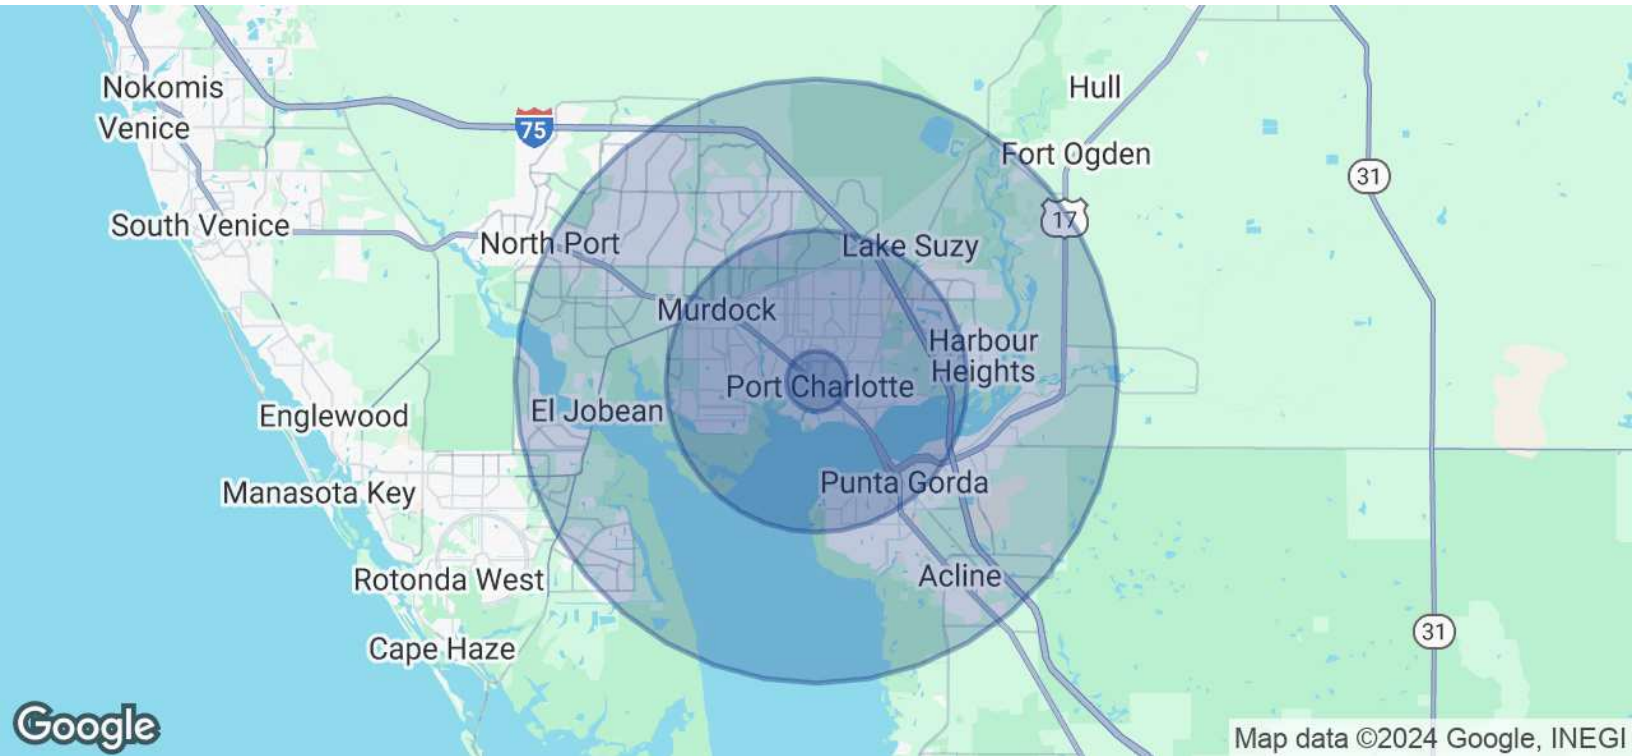 Nokomis
Hull
Venice
75
Fort Ogden
31
17
South Venice
North Port
Lake Suzy
Murdock
Harbour
Heights
Port Charlotte
El Jobean
Englewood
Punta Gorda
Manasota Key
Acline
Rotonda West
31
Cape Haze
Google
Map data ©2024 Google, INEGI